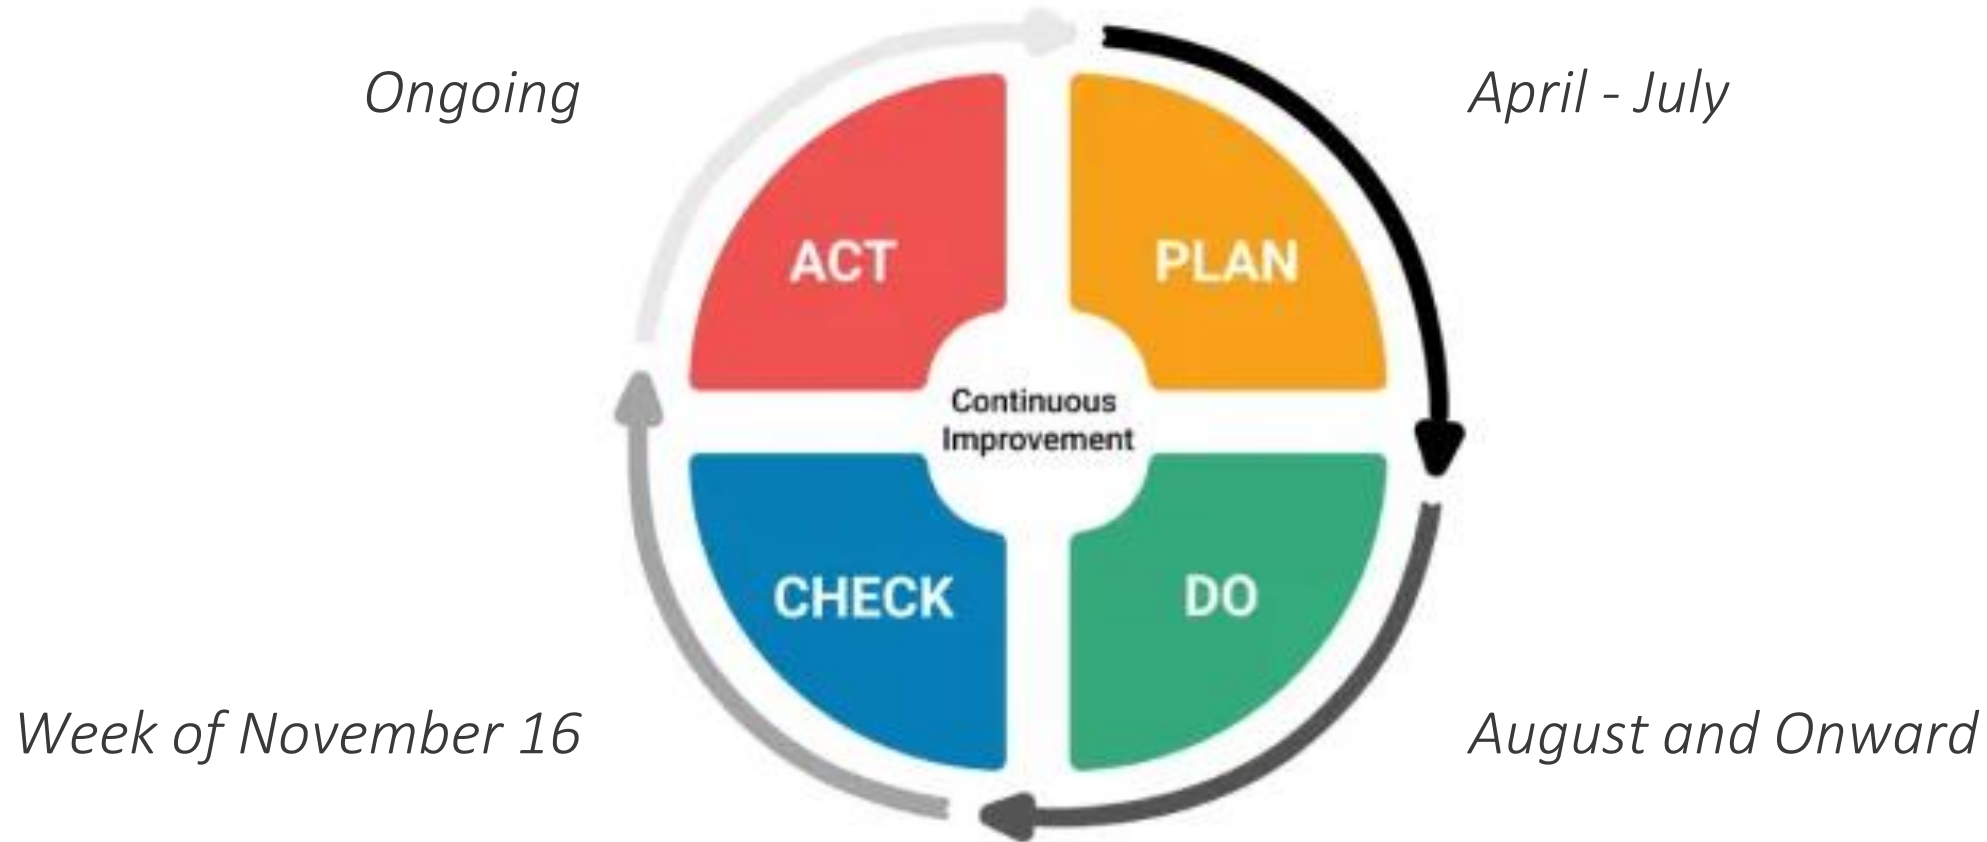 Ongoing
April - July
ACT
PLAN
Continuous
Improvement
CHECK
DO
Week of November 16
August and Onward